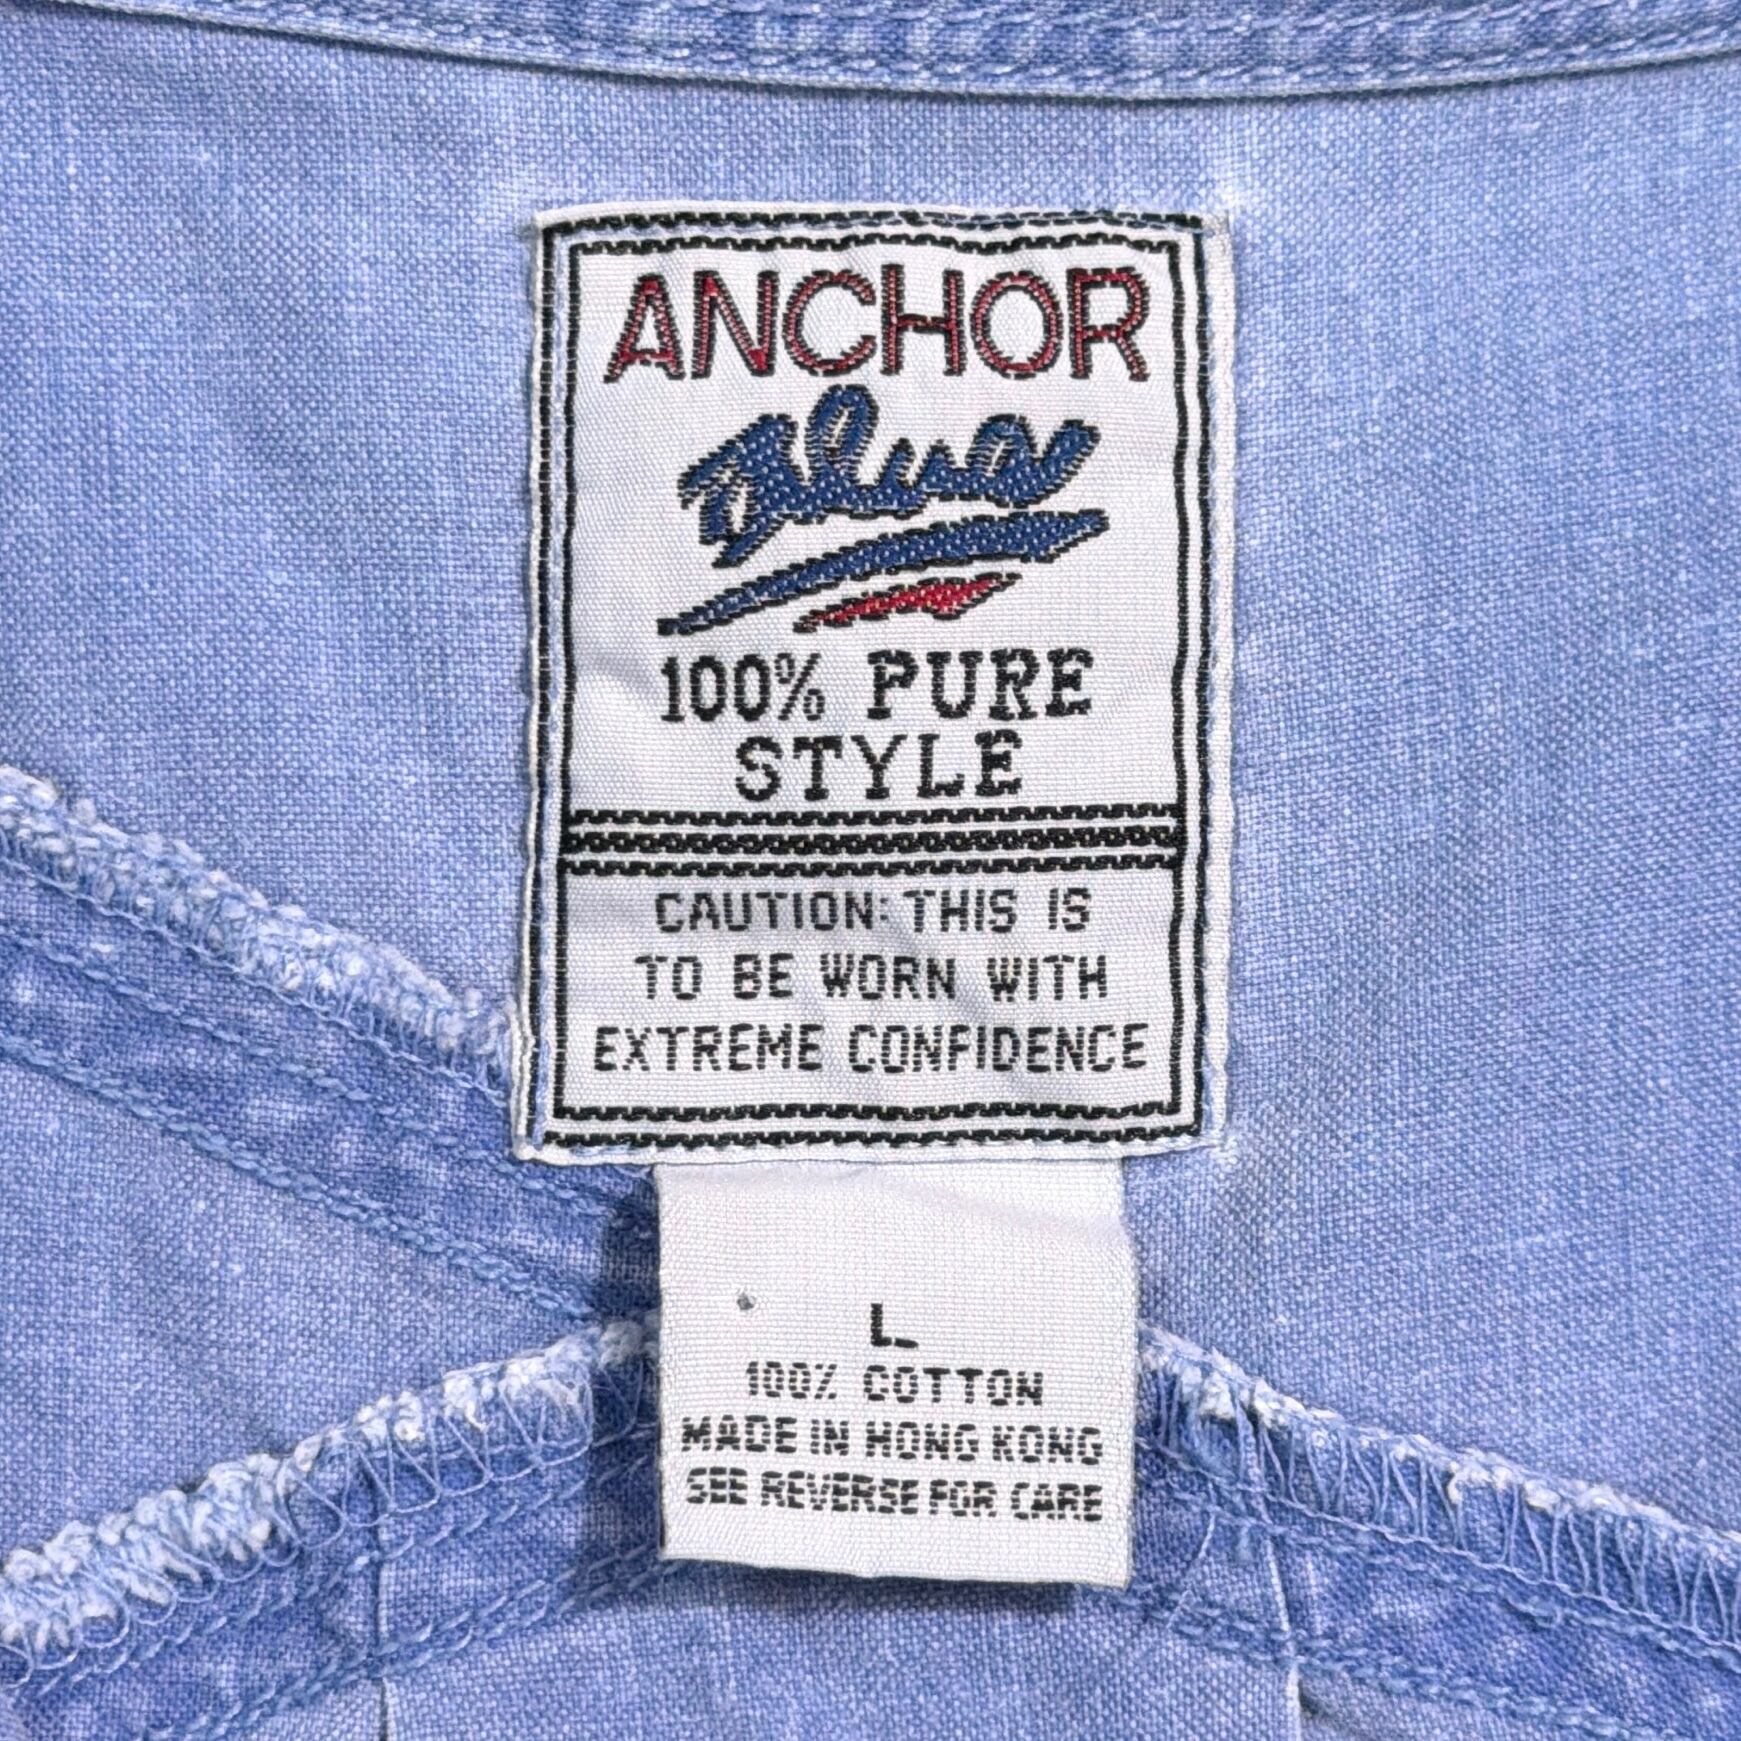 ANCHOR
Blue
100% PURE
STYLE
CAUTION: THIS IS
TO BE WORN WITH
EXTREME CONFIDENCE
L
100% COTTON
MADE IN HONG KONG
SEE REVERSE FOR CARE